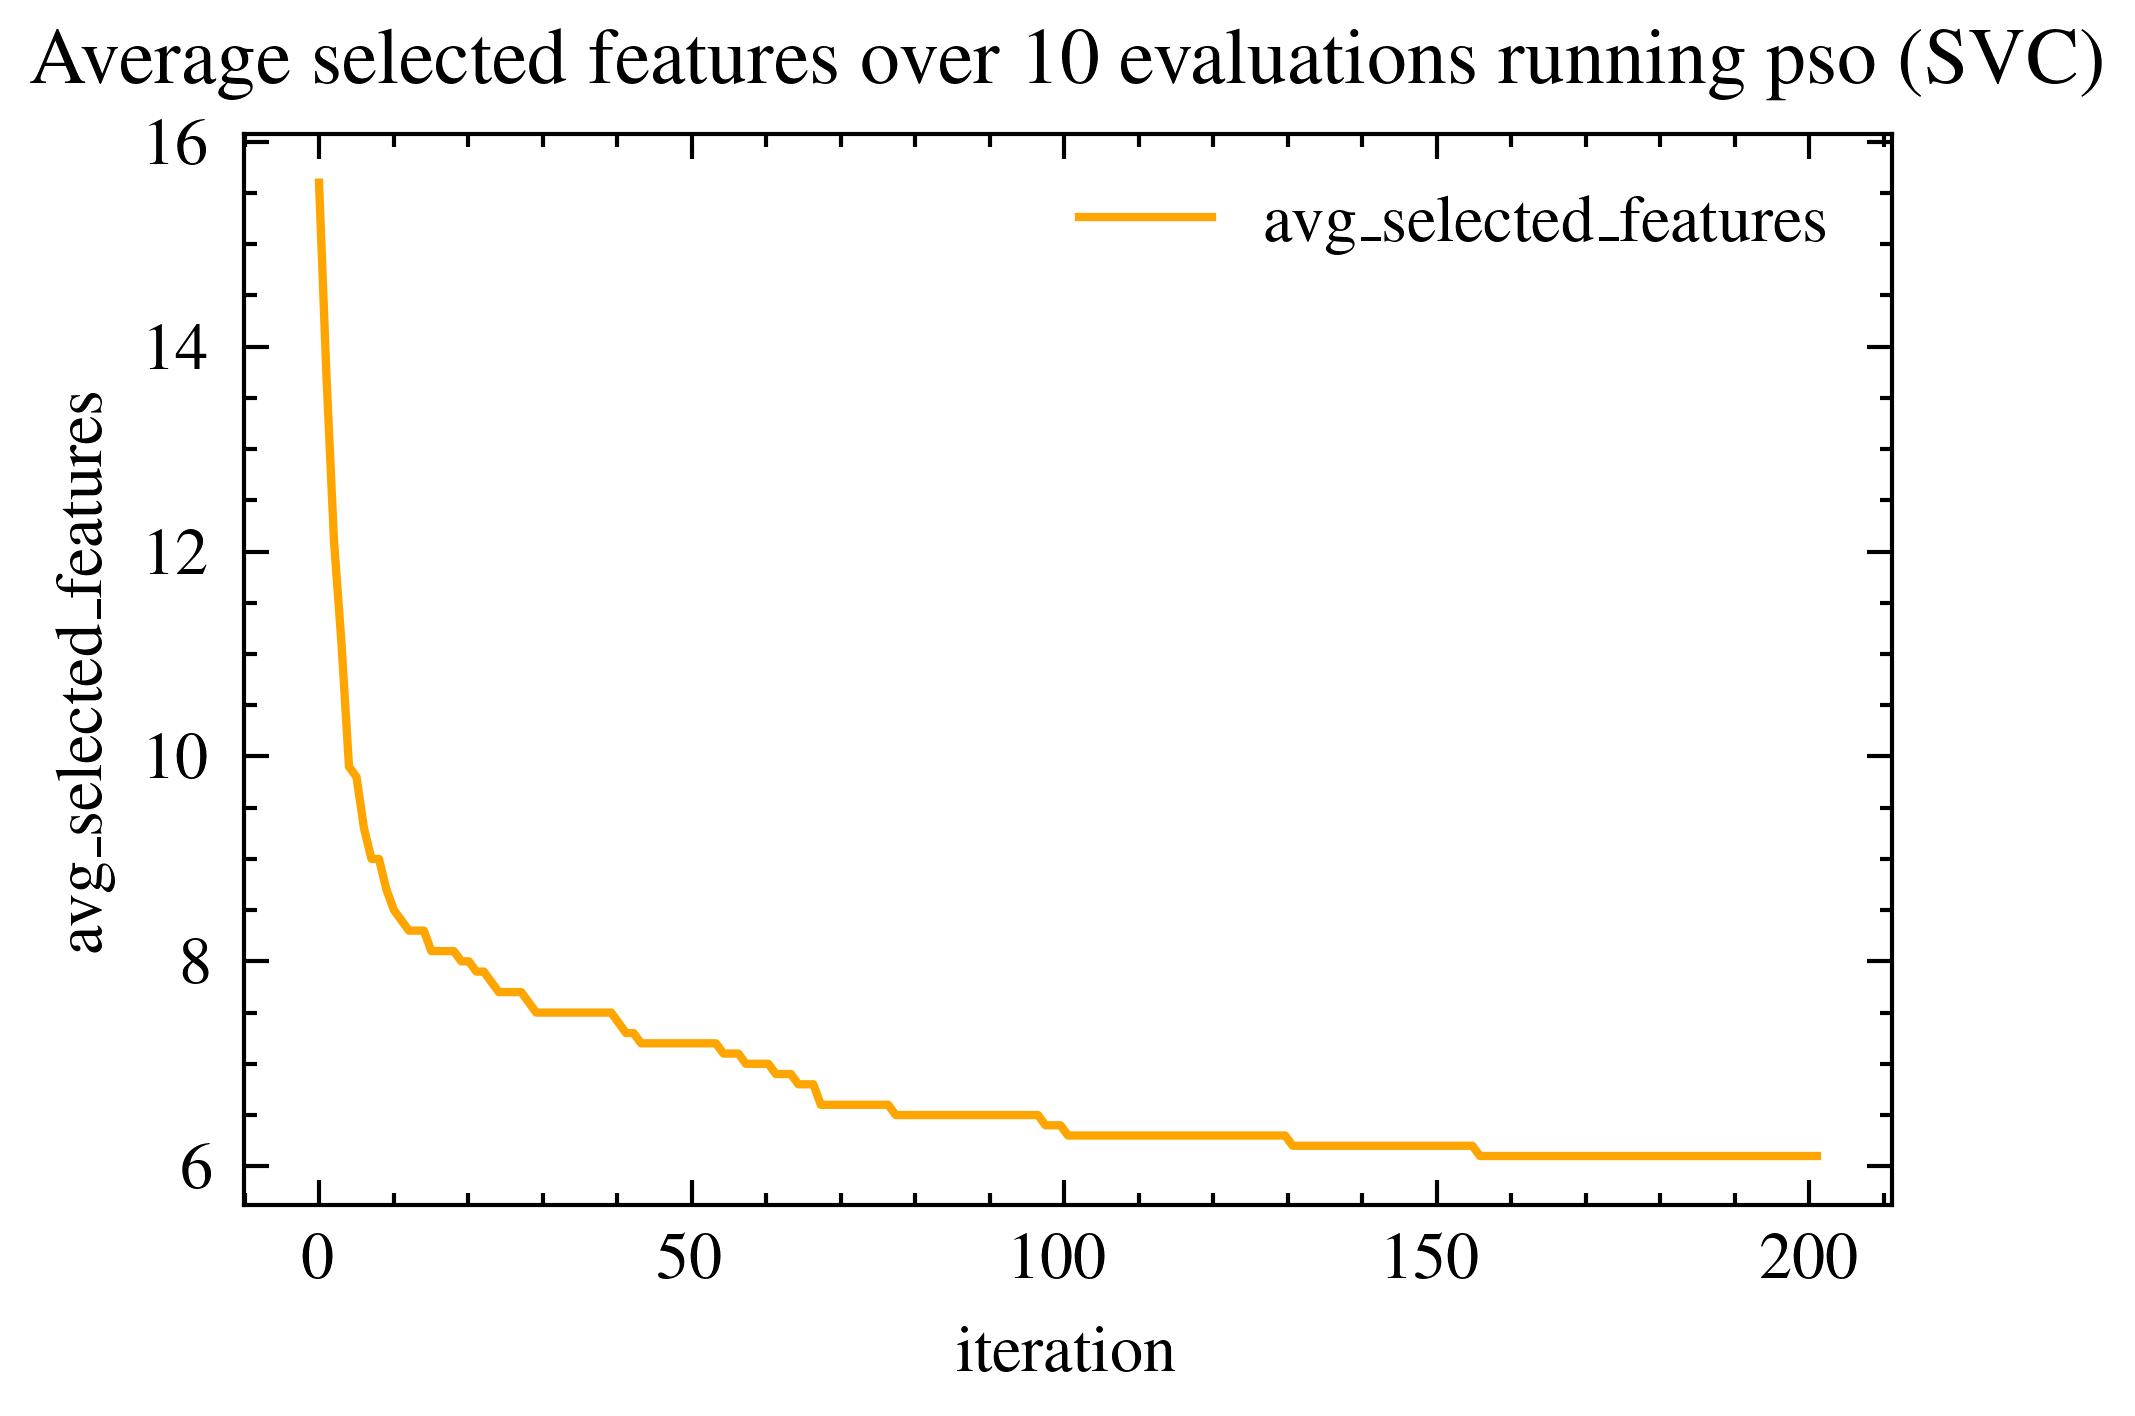 Average selected features over 10 evaluations running pso (SVC)
16
avg_selected_features
14
12
10
8
6
avg_selected_features
0 50 100 150 200
iteration